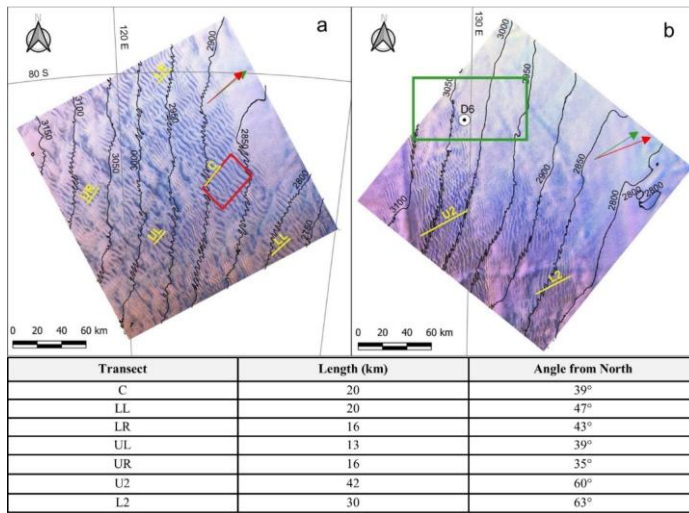 a
120 E
80 S
2900
3150
3100
3050
3000
2850
2800
UR
UL
C
LL
0 20 40 60 km
b
130 E
3000
3050
2950
D6
2850
2900
2800
2800
3100
U2
L2
0 20 40 60 km
Transect Length (km) Angle from North
C 20 39°
LL 20 47°
LR 16 43°
UL 13 39°
UR 16 35°
U2 42 60°
L2 30 63°